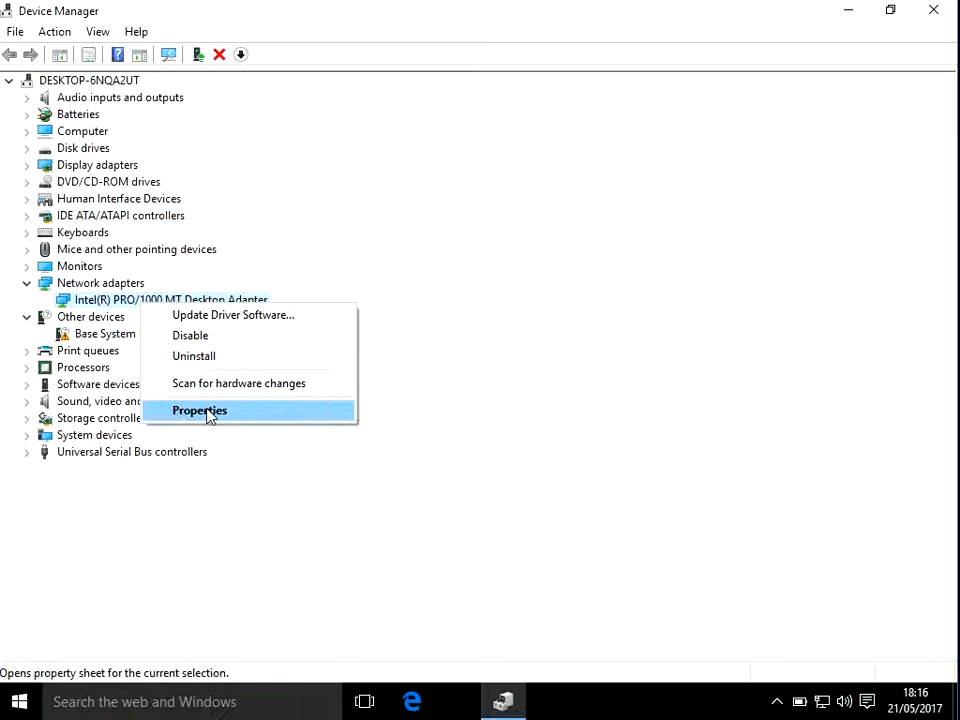 Device Manager
File Action View Help
DESKTOP-6NQA2UT
Audio inputs and outputs
Batteries
Computer
Disk drives
Display adapters
DVD/CD-ROM drives
Human Interface Devices
IDE ATA/ATAPI controllers
Keyboards
Mice and other pointing devices
Monitors
Network adapters
Intel(R) PRO/1000 MT Desktop Adapter
Other devices
Base System
Print queues
Processors
Software devices
Sound, video and
Storage controlle
System devices
Universal Serial Bus controllers
Update Driver Software...
Disable
Uninstall
Scan for hardware changes
Properties
Opens property sheet for the current selection.
Search the web and Windows
18:16
21/05/2017